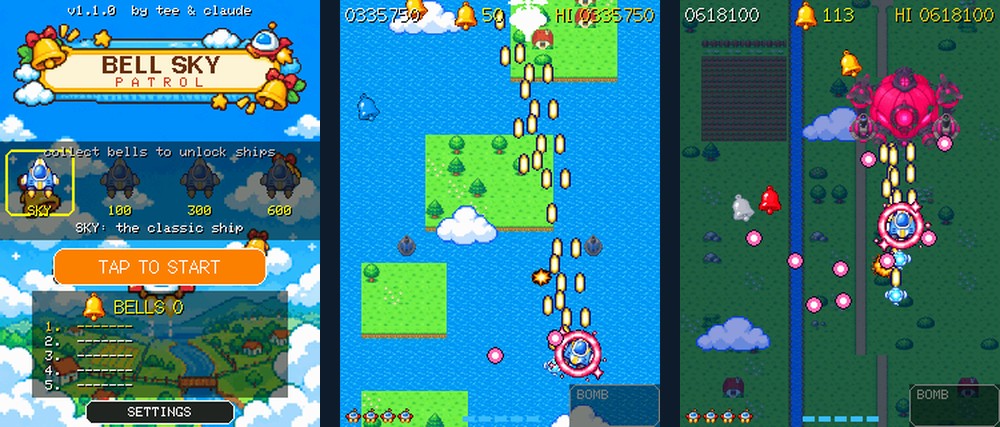 v1.1.0 by tee & claude
BELL SKY
PATROL
collect bells to unlock ships
SKY 100 300 600
SKY: the classic ship
TAP TO START
BELLS 0
1. -------
2. -------
3. -------
4. -------
5. -------
SETTINGS
0335750 50 HI 0335750
BOMB
0618100 113 HI 0618100
BOMB